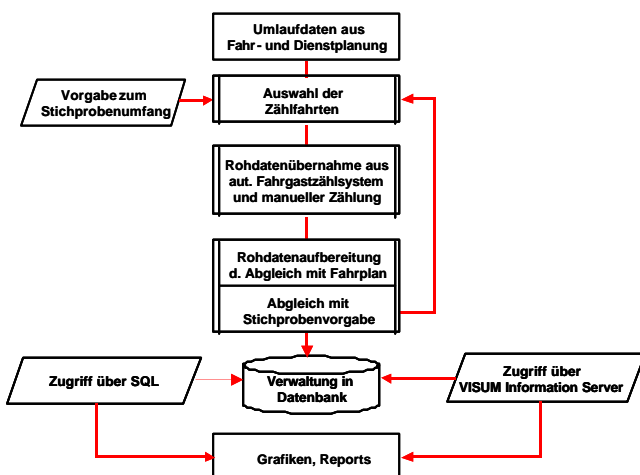 Umlaufdaten aus
Fahr- und Dienstplanung
Vorgabe zum
Stichprobenumfang
Auswahl der
Zählfahrten
Rohdatenübernahme aus
aut. Fahrgastzählsystem
und manueller Zählung
Rohdatenaufbereitung
d. Abgleich mit Fahrplan
Abgleich mit
Stichprobenvorgabe
Zugriff über SQL
Verwaltung in
Datenbank
Zugriff über
VISUM Information Server
Grafiken, Reports